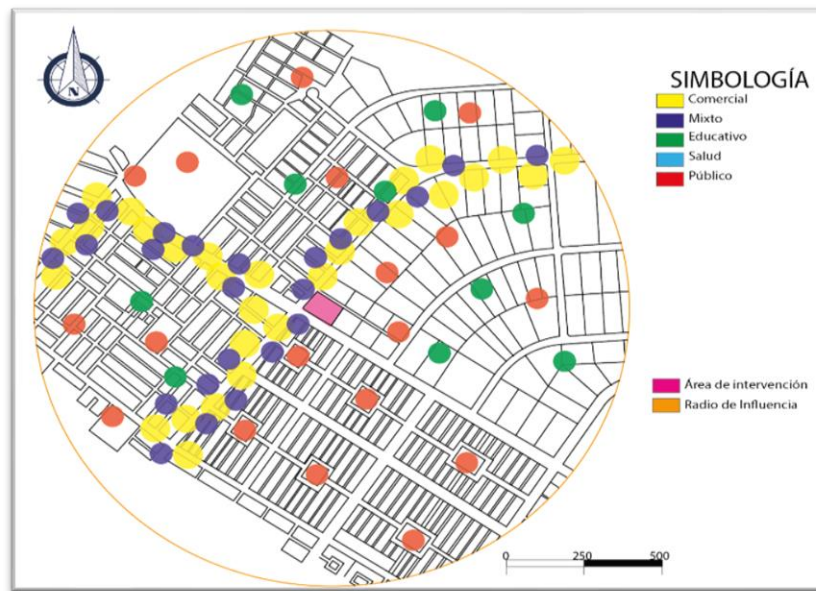 N
SIMBOLOGÍA
Comercial
Mixto
Educativo
Salud
Público
Área de intervención
Radio de Influencia
0 250 500